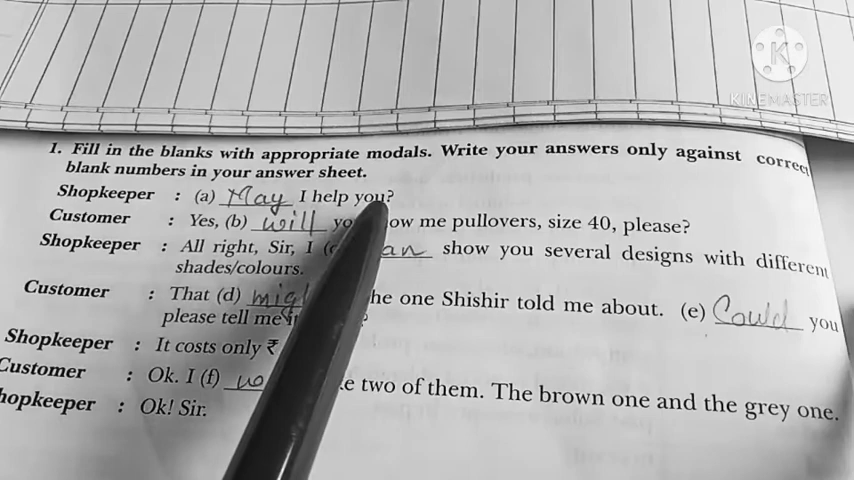 K
KINEMASTER
1. Fill in the blanks with appropriate modals. Write your answers only against correct
blank numbers in your answer sheet.
Shopkeeper : (a) May I help you?
Customer : Yes, (b) will me pullovers, size 40, please?
Shopkeeper : All right, Sir, I show you several designs with different
shades/colours.
Customer : That (d) one Shishir told me about. (e) Could you
please tell me
Shopkeeper : It costs only ₹
Customer : Ok. I (f) two of them. The brown one and the grey one.
hopkeeper : Ok! Sir.